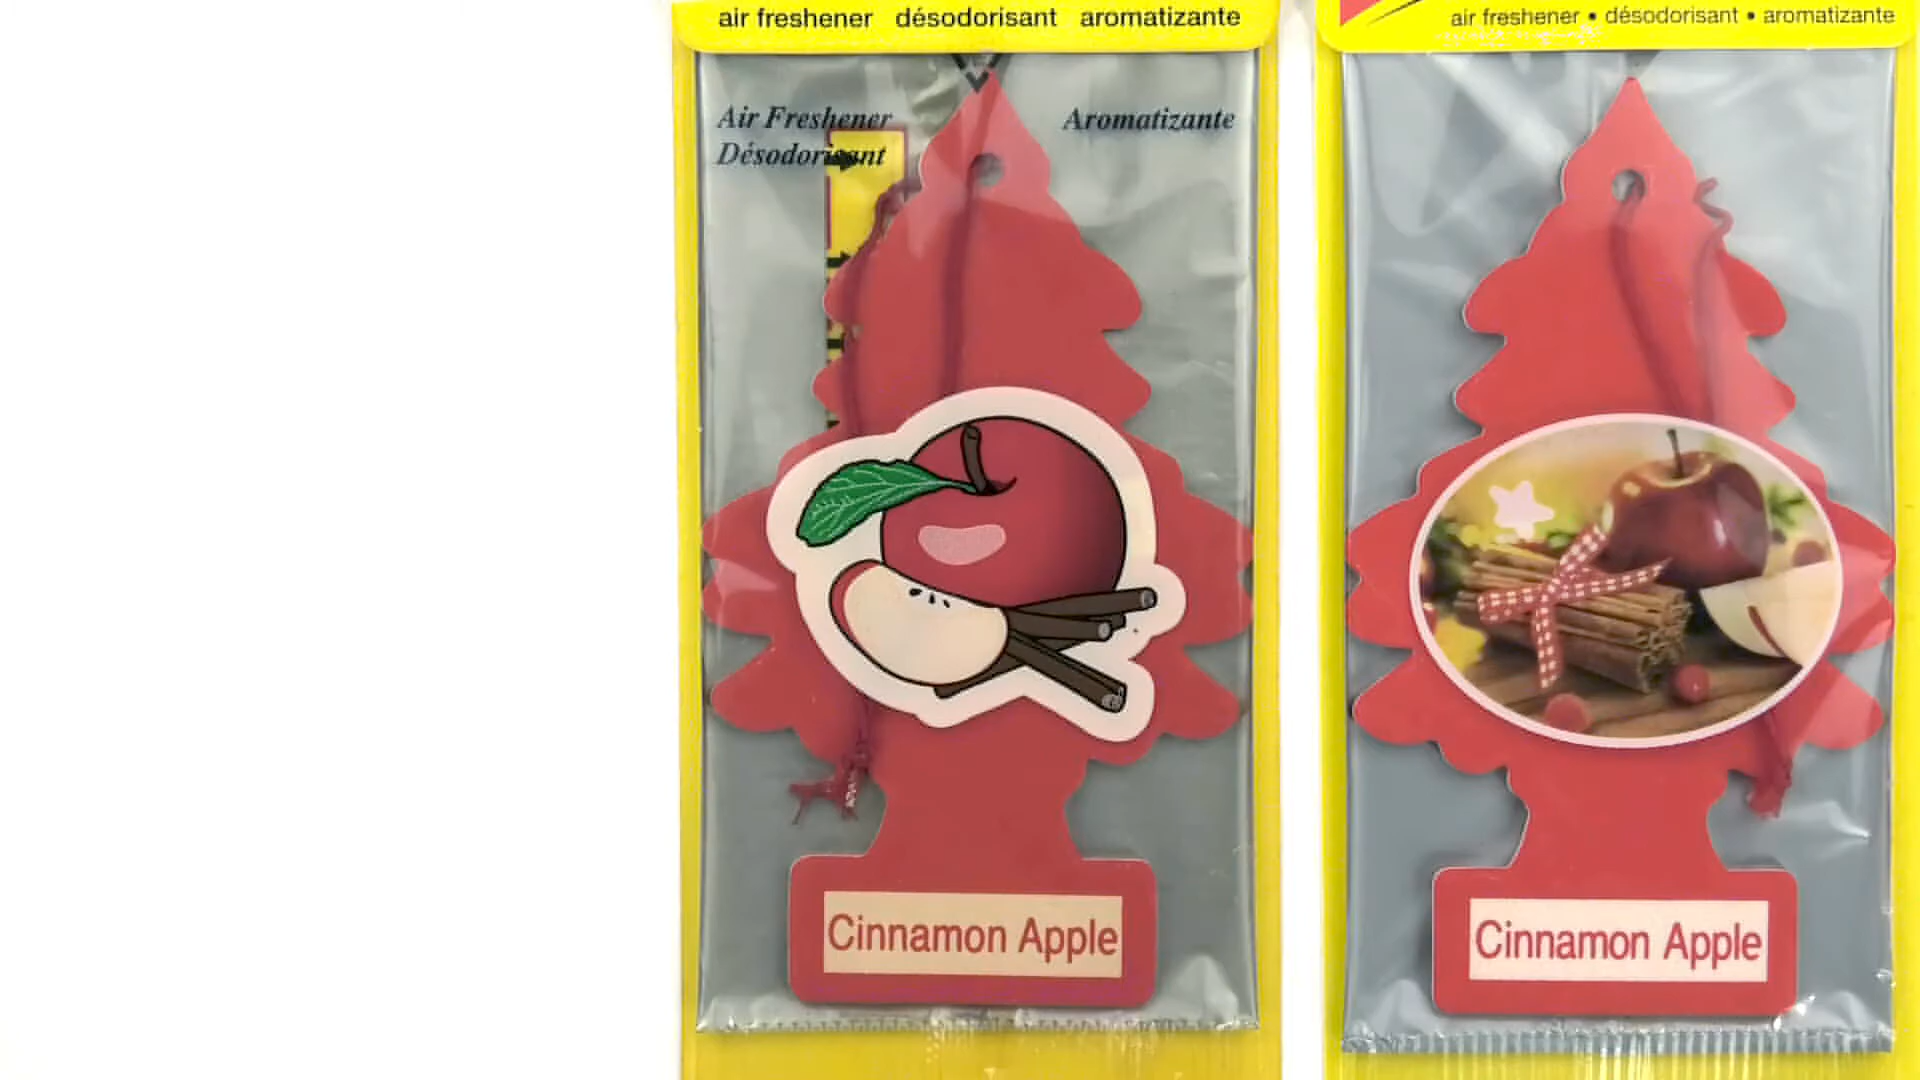 air freshener désodorisant aromatizante
Air Freshener
Désodorisant
Aromatizante
Cinnamon Apple
air freshener • désodorisant • aromatizante
Cinnamon Apple